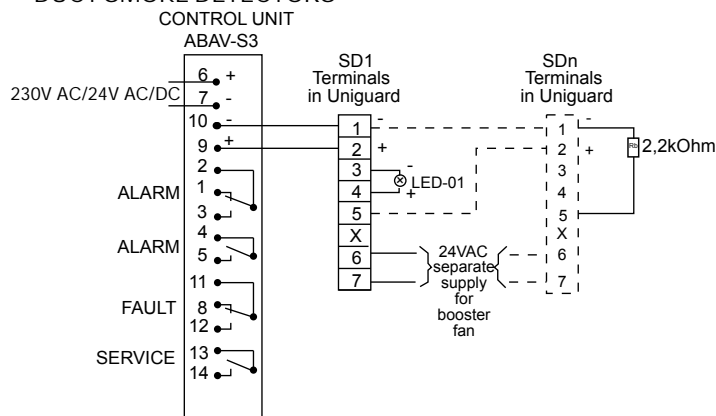 DUCT SMOKE DETECTORS
CONTROL UNIT
ABAV-S3
6 +
230V AC/24V AC/DC
7 -
10 -
9 +
2
ALARM
1
3
4
ALARM
5
11
FAULT
8
12
SERVICE
13
14
SD1
Terminals
in Uniguard
1 -
2 +
3 -
4 +
LED-01
5
X
6
7
24VAC
separate
supply
for
booster
fan
SDn
Terminals
in Uniguard
1 -
2 +
3
4
5
X
6
7
Rb
2,2kOhm